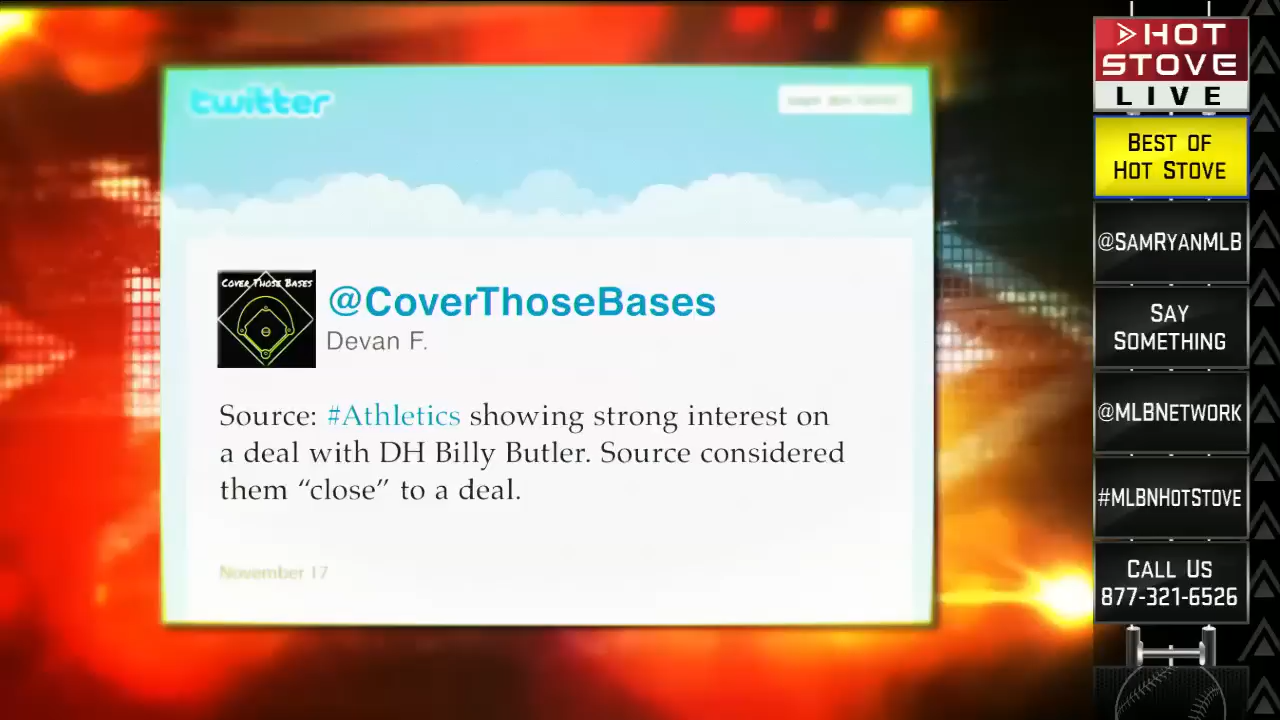 twitter
COVER THOSE BASES
@CoverThoseBases
Devan F.
Source: #Athletics showing strong interest on
a deal with DH Billy Butler. Source considered
them “close” to a deal.
November 17
HOT
STOVE
LIVE
BEST OF
HOT STOVE
@SAMRYANMLB
SAY
SOMETHING
@MLBNETWORK
#MLBNHOTSTOVE
CALL US
877-321-6526